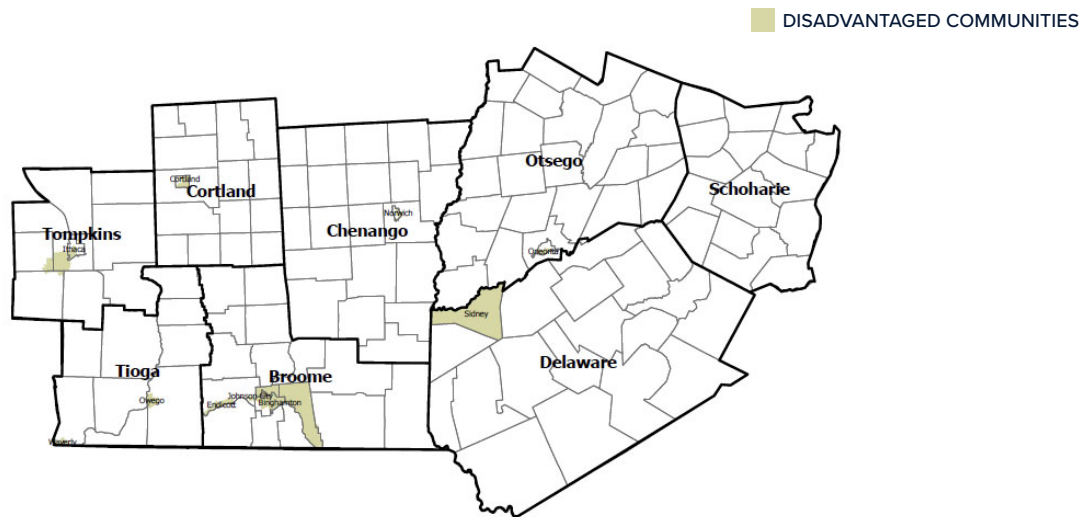 DISADVANTAGED COMMUNITIES
Otsego
Cortland
Cortland
Schoharie
Norwich
Chenango
Tompkins
Ithaca
Oneonta
Sidney
Delaware
Tioga
Broome
Johnson City
Owego
Endicott
Binghamton
Waverly